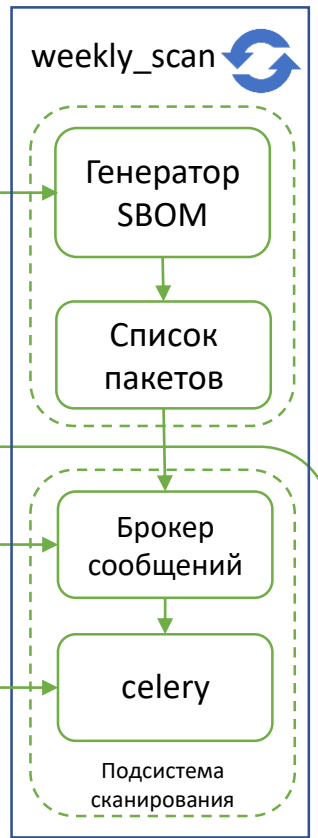 weekly_scan
Генератор
SBOM
Список
пакетов
Брокер
сообщений
celery
Подсистема
сканирования